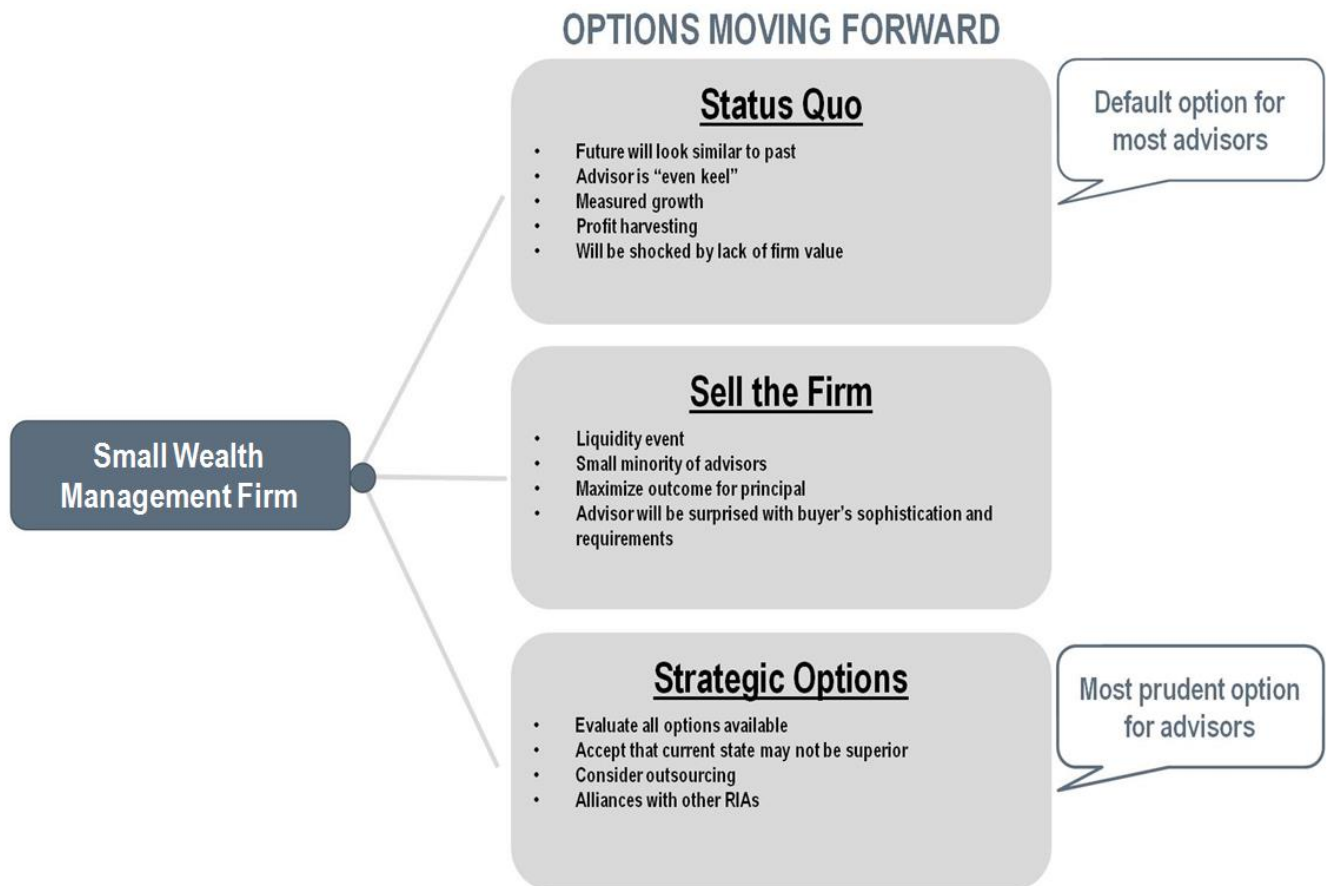 OPTIONS MOVING FORWARD
Status Quo
• Future will look similar to past
• Advisor is “even keel”
• Measured growth
• Profit harvesting
• Will be shocked by lack of firm value
Default option for
most advisors
Small Wealth
Management Firm
Sell the Firm
• Liquidity event
• Small minority of advisors
• Maximize outcome for principal
• Advisor will be surprised with buyer’s sophistication and
requirements
Strategic Options
• Evaluate all options available
• Accept that current state may not be superior
• Consider outsourcing
• Alliances with other RIAs
Most prudent option
for advisors